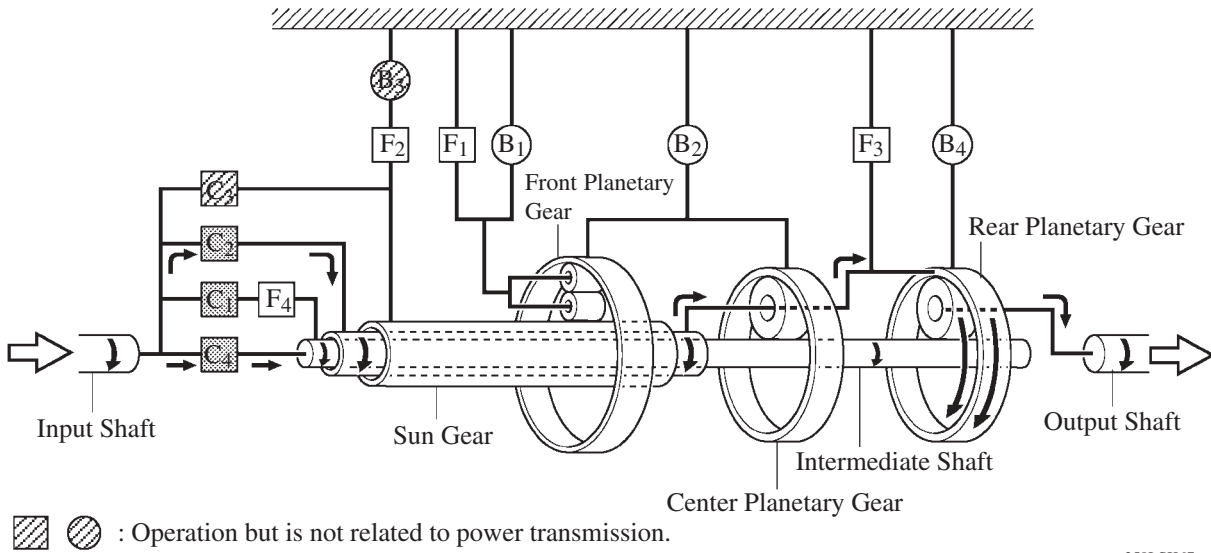 B3
F2
F1
B1
B2
F3
B4
C3
Front Planetary
Gear
Rear Planetary Gear
C2
C1
F4
C4
Input Shaft
Sun Gear
Output Shaft
Intermediate Shaft
Center Planetary Gear
: Operation but is not related to power transmission.